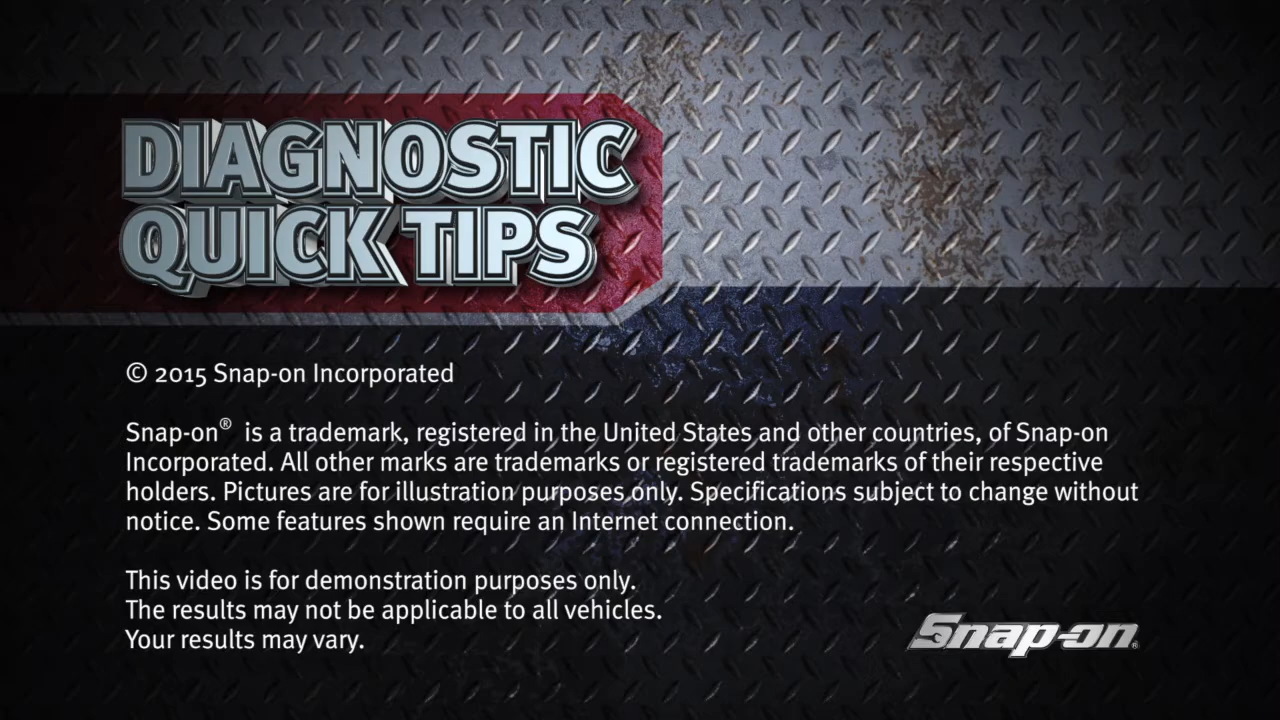 DIAGNOSTIC
QUICK TIPS
© 2015 Snap-on Incorporated
Snap-on® is a trademark, registered in the United States and other countries, of Snap-on
Incorporated. All other marks are trademarks or registered trademarks of their respective
holders. Pictures are for illustration purposes only. Specifications subject to change without
notice. Some features shown require an Internet connection.
This video is for demonstration purposes only.
The results may not be applicable to all vehicles.
Your results may vary.
Snap-on®